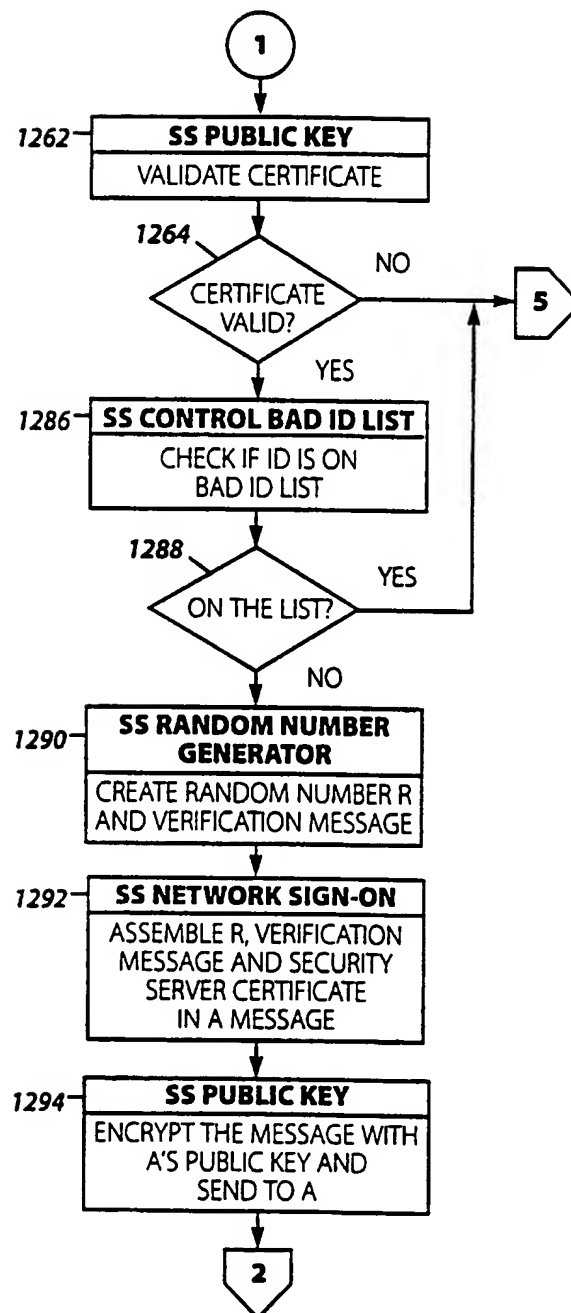 1
1262
SS PUBLIC KEY
VALIDATE CERTIFICATE
1264
NO
CERTIFICATE
VALID?
5
YES
1286
SS CONTROL BAD ID LIST
CHECK IF ID IS ON
BAD ID LIST
1288
YES
ON THE LIST?
NO
1290
SS RANDOM NUMBER
GENERATOR
CREATE RANDOM NUMBER R
AND VERIFICATION MESSAGE
1292
SS NETWORK SIGN-ON
ASSEMBLE R, VERIFICATION
MESSAGE AND SECURITY
SERVER CERTIFICATE
IN A MESSAGE
1294
SS PUBLIC KEY
ENCRYPT THE MESSAGE WITH
A'S PUBLIC KEY AND
SEND TO A
2